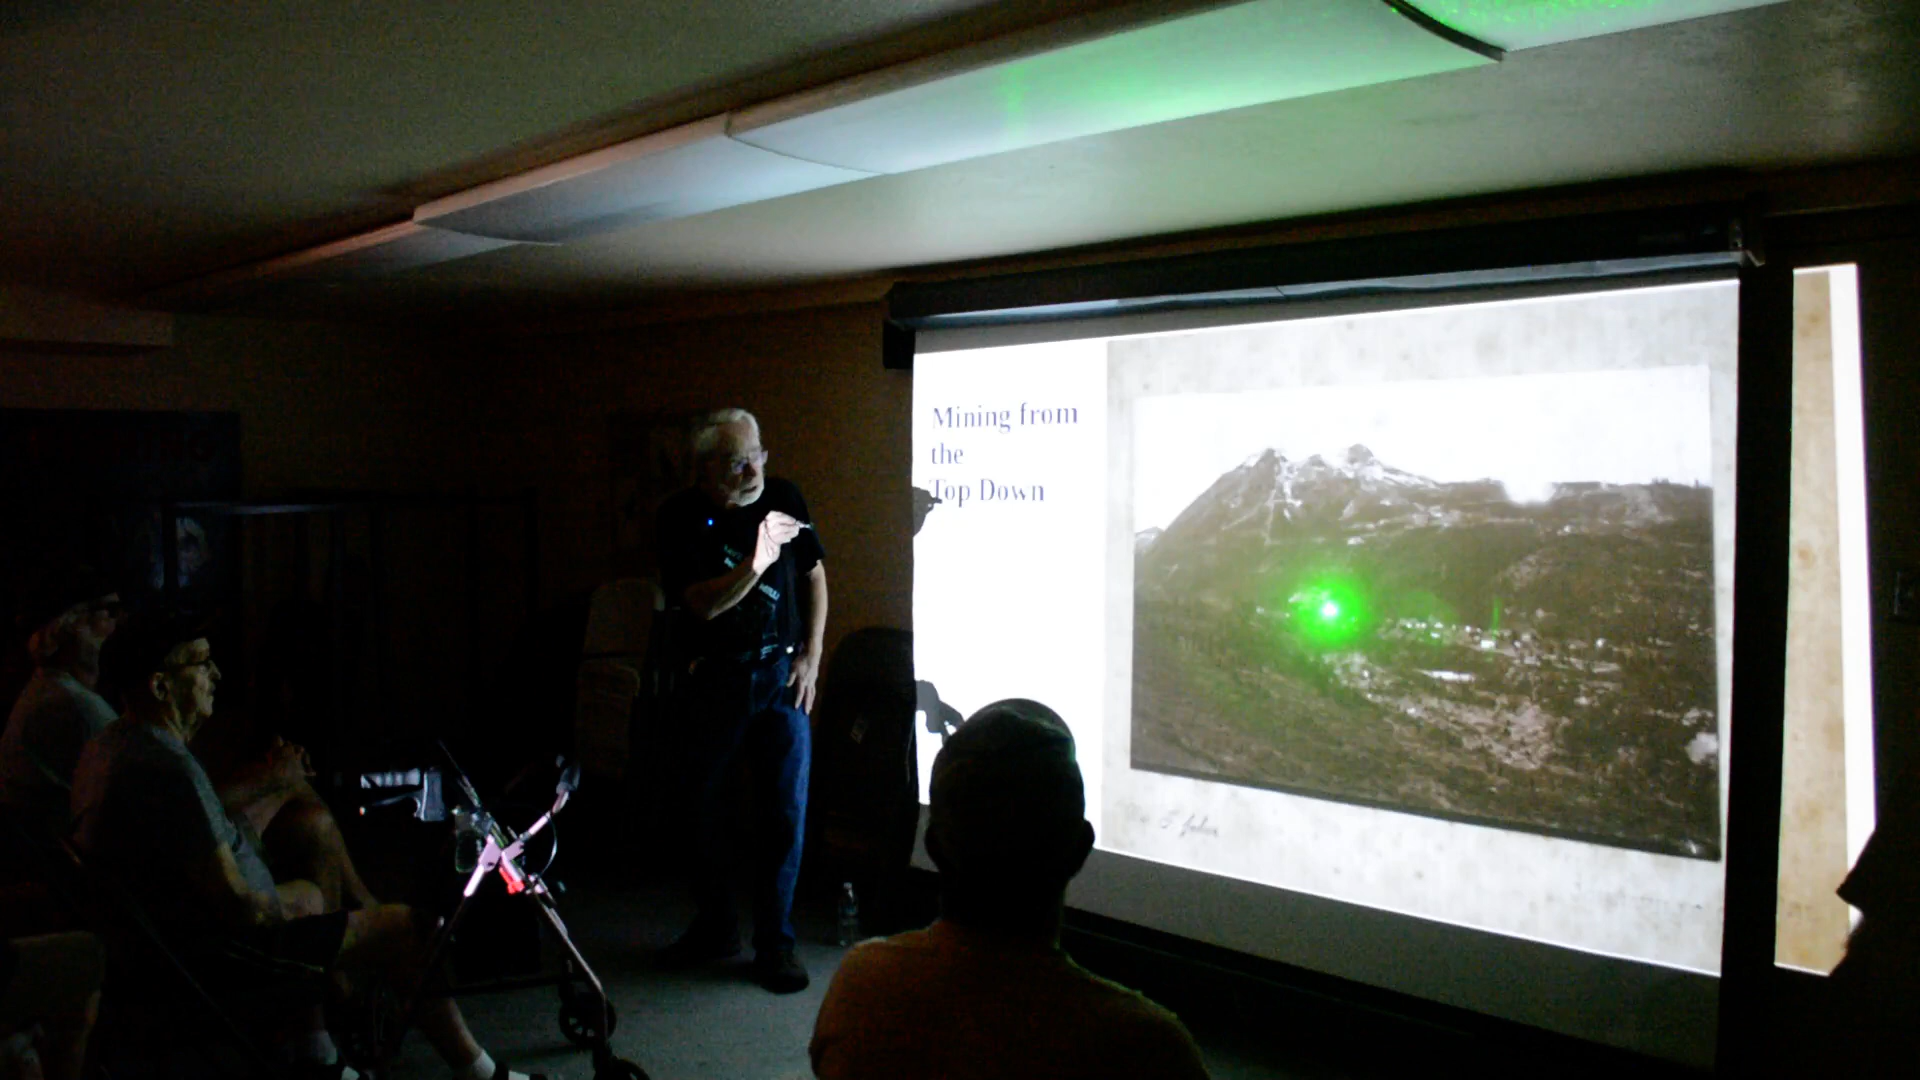 Mining from
the
Top Down